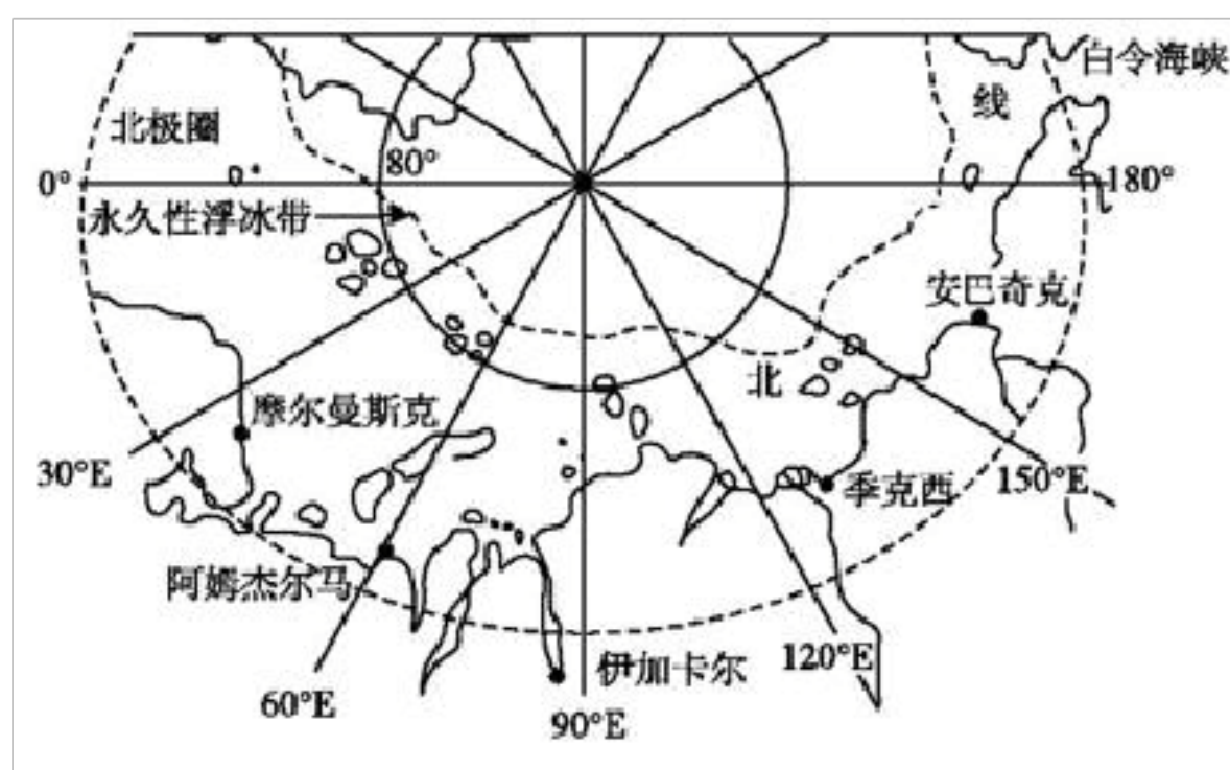 白令海峡
线
北极圈
80°
0°
180°
永久性浮冰带
安巴奇克
北
摩尔曼斯克
30°E
季克西
150°E
阿姆杰尔马
伊加卡尔
120°E
60°E
90°E